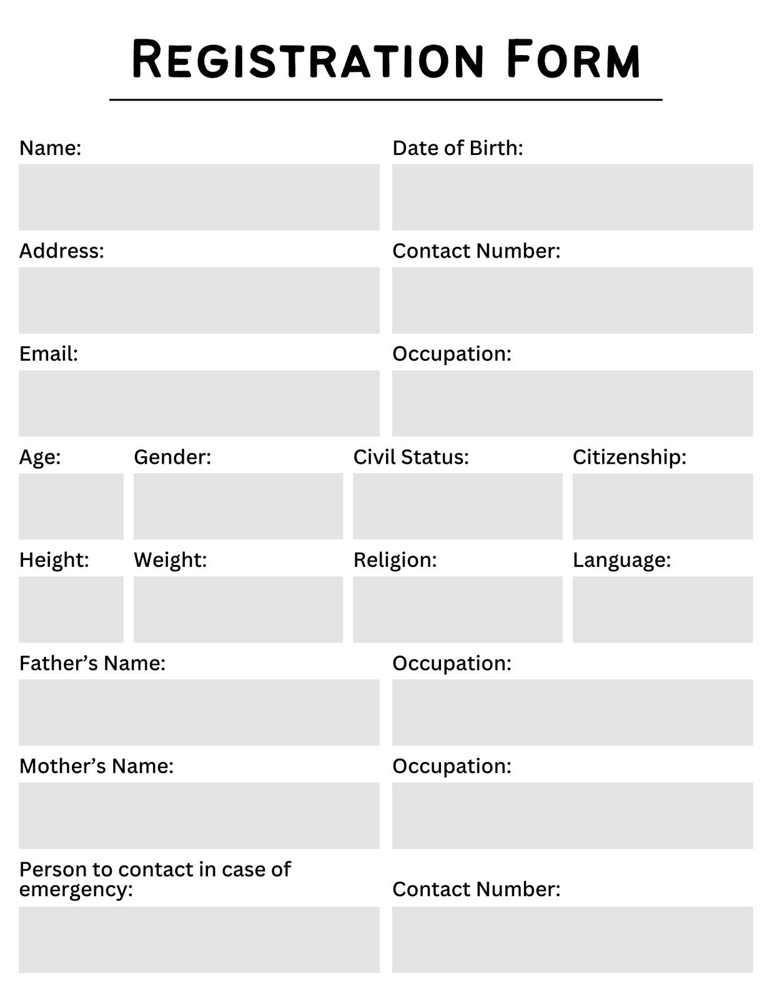 REGISTRATION FORM
Name:
Date of Birth:
Address:
Contact Number:
Email:
Occupation:
Age:
Gender:
Civil Status:
Citizenship:
Height:
Weight:
Religion:
Language:
Father’s Name:
Occupation:
Mother’s Name:
Occupation:
Person to contact in case of
emergency:
Contact Number: